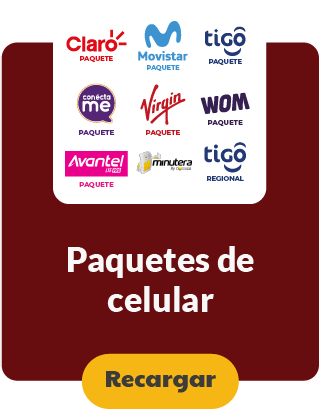 Claro
PAQUETE
Movistar
PAQUETE
tigo
PAQUETE
conécta
me
PAQUETE
Virgin
PAQUETE
WOM
PAQUETE
Avantel
PAQUETE
minutera
tigo
REGIONAL
Paquetes de
celular
Recargar